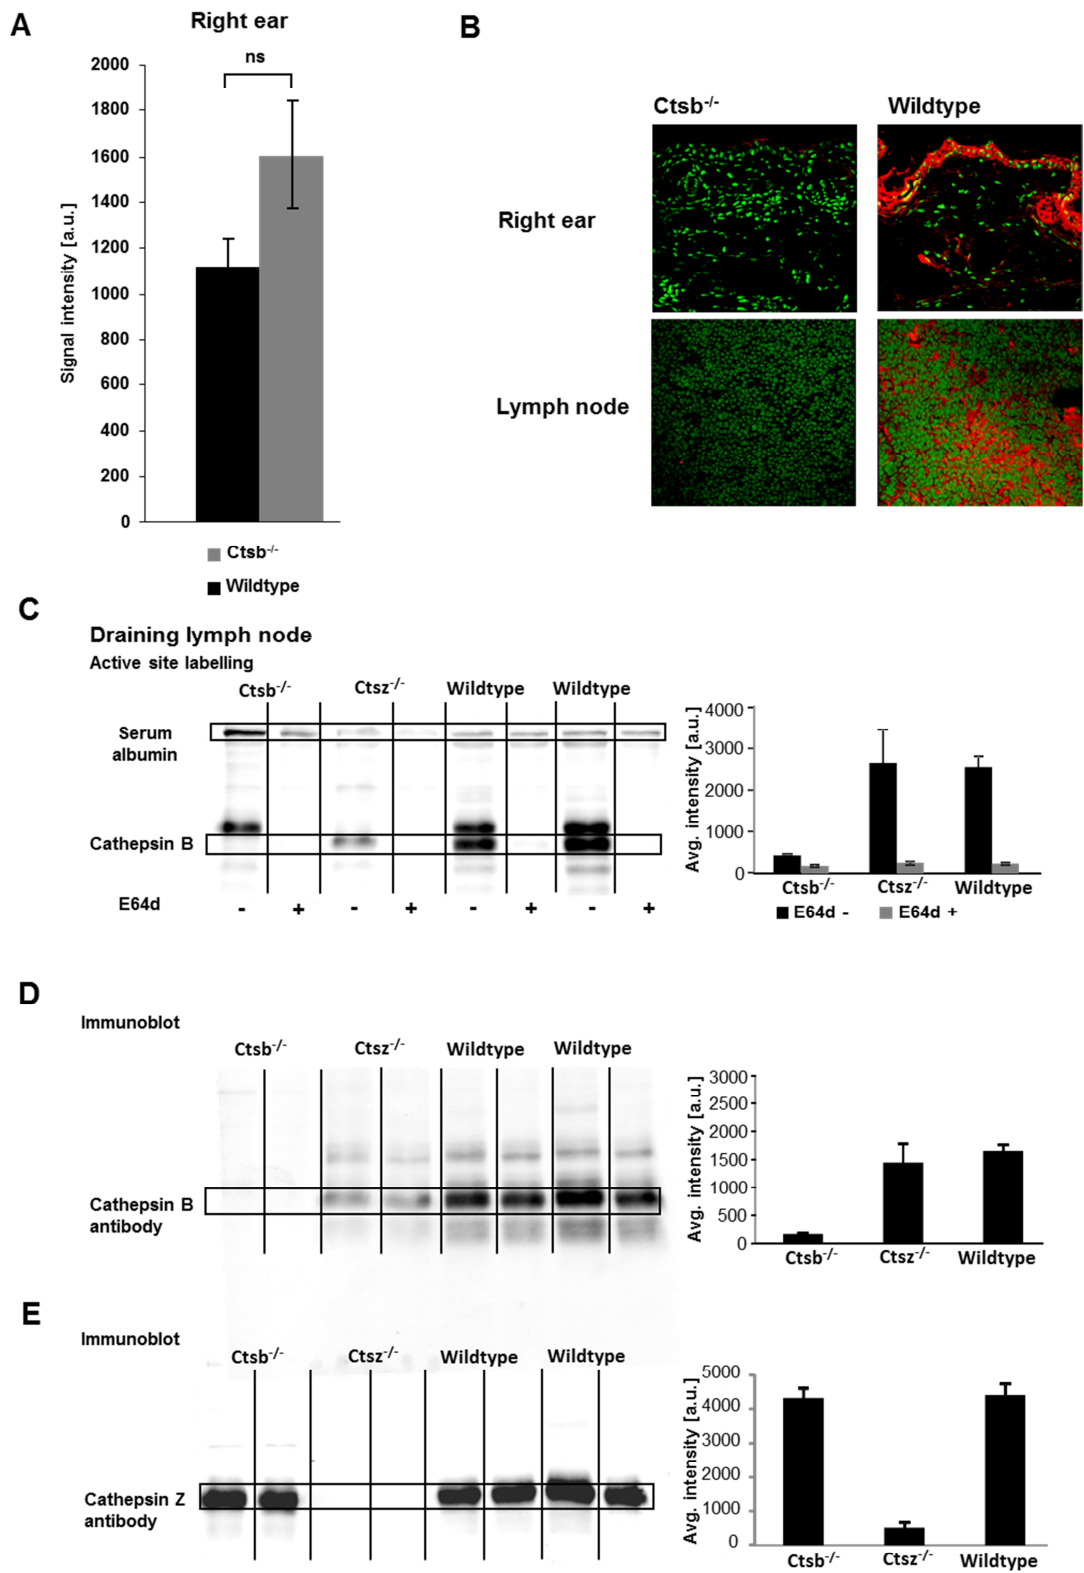 A
Right ear
ns
Signal intensity [a.u.]
2000
1800
1600
1400
1200
1000
800
600
400
200
0
Ctsb-/-
Wildtype
B
Ctsb-/- Wildtype
Right ear
Lymph node
C
Draining lymph node
Active site labelling
Ctsb-/- Ctsz-/- Wildtype Wildtype
Serum
albumin
Cathepsin B
E64d - + - + - + - +
Avg. intensity [a.u.]
4000
3000
2000
1000
0
Ctsb-/- Ctsz-/- Wildtype
E64d - E64d +
D
Immunoblot
Ctsb-/- Ctsz-/- Wildtype Wildtype
Cathepsin B
antibody
Avg. intensity [a.u.]
3000
2500
2000
1500
1000
500
0
Ctsb-/- Ctsz-/- Wildtype
E
Immunoblot
Ctsb-/- Ctsz-/- Wildtype Wildtype
Cathepsin Z
antibody
Avg. intensity [a.u.]
5000
4000
3000
2000
1000
0
Ctsb-/- Ctsz-/- Wildtype